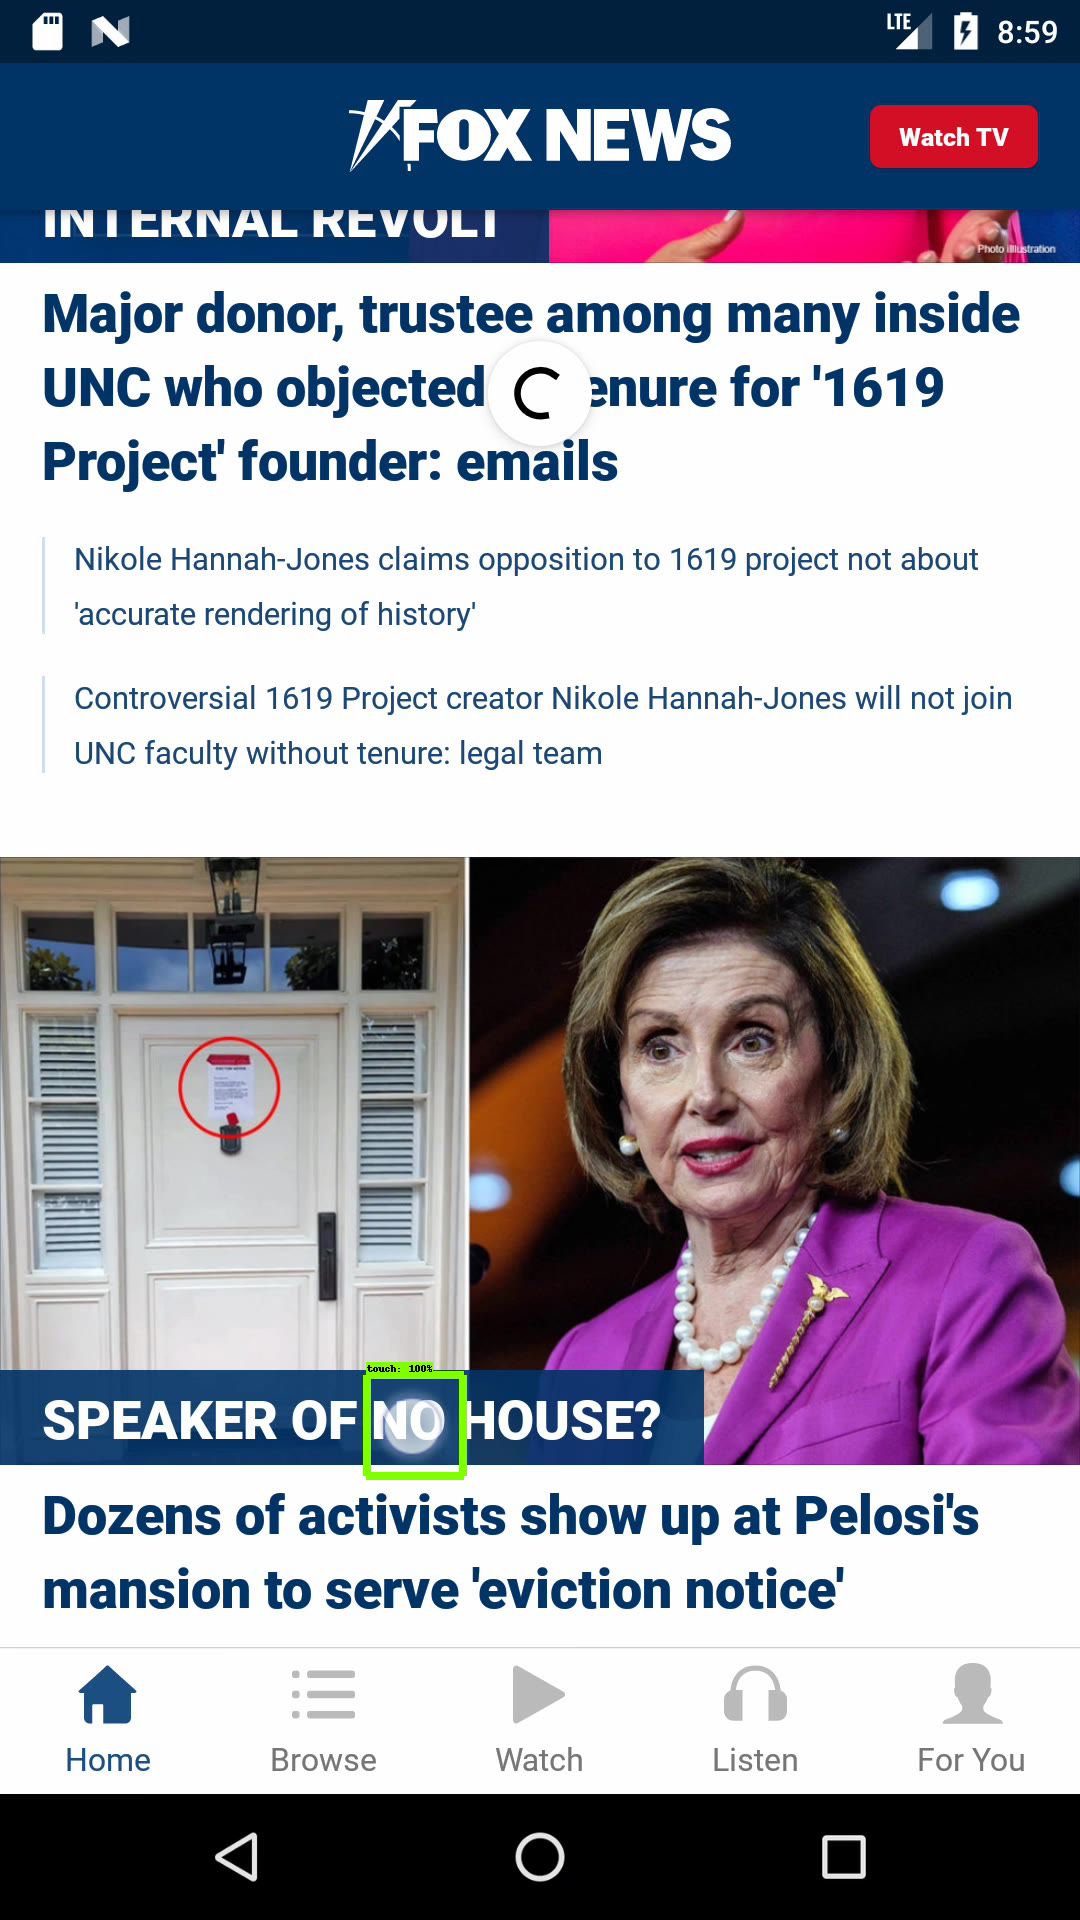 LTE 8:59
FOX NEWS
Watch TV
INTERNAL REVOLT
Photo Illustration
Major donor, trustee among many inside
UNC who objected enure for '1619
Project' founder: emails
Nikole Hannah-Jones claims opposition to 1619 project not about
'accurate rendering of history'
Controversial 1619 Project creator Nikole Hannah-Jones will not join
UNC faculty without tenure: legal team
touch: 100%
SPEAKER OF NO HOUSE?
Dozens of activists show up at Pelosi's
mansion to serve 'eviction notice'
Home Browse Watch Listen For You